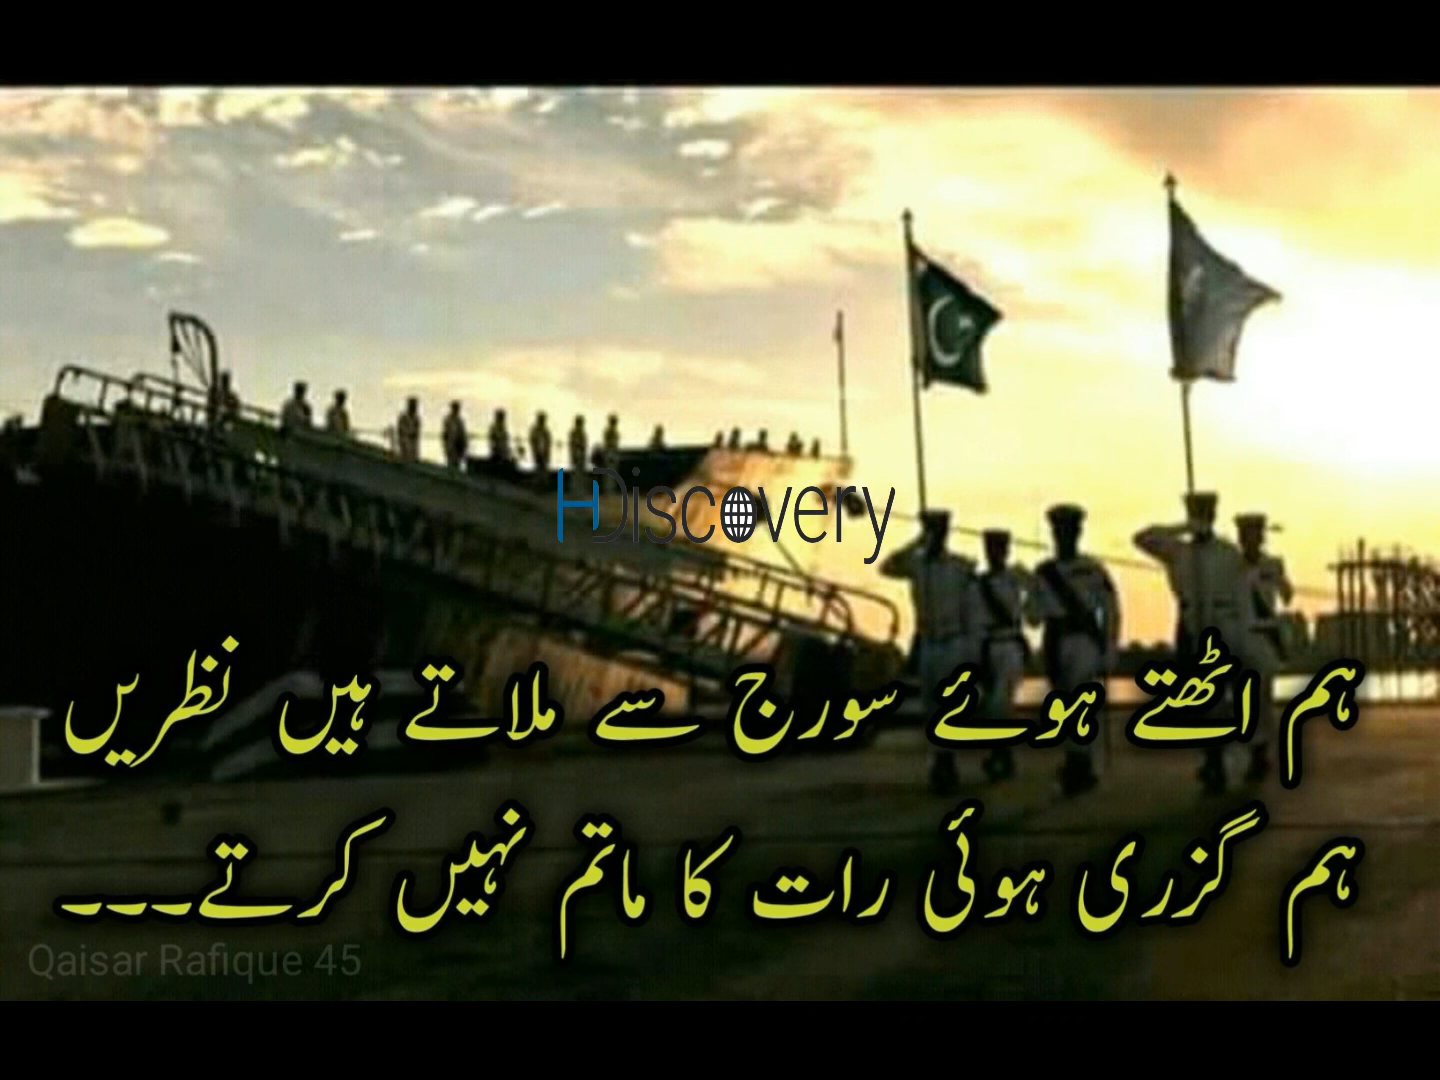 HDiscovery
ہم اٹھتے ہوئے سورج سے ملاتے ہیں نظریں
ہم گزری ہوئی رات کا ماتم نہیں کرتے۔۔۔
Qaisar Rafique 45